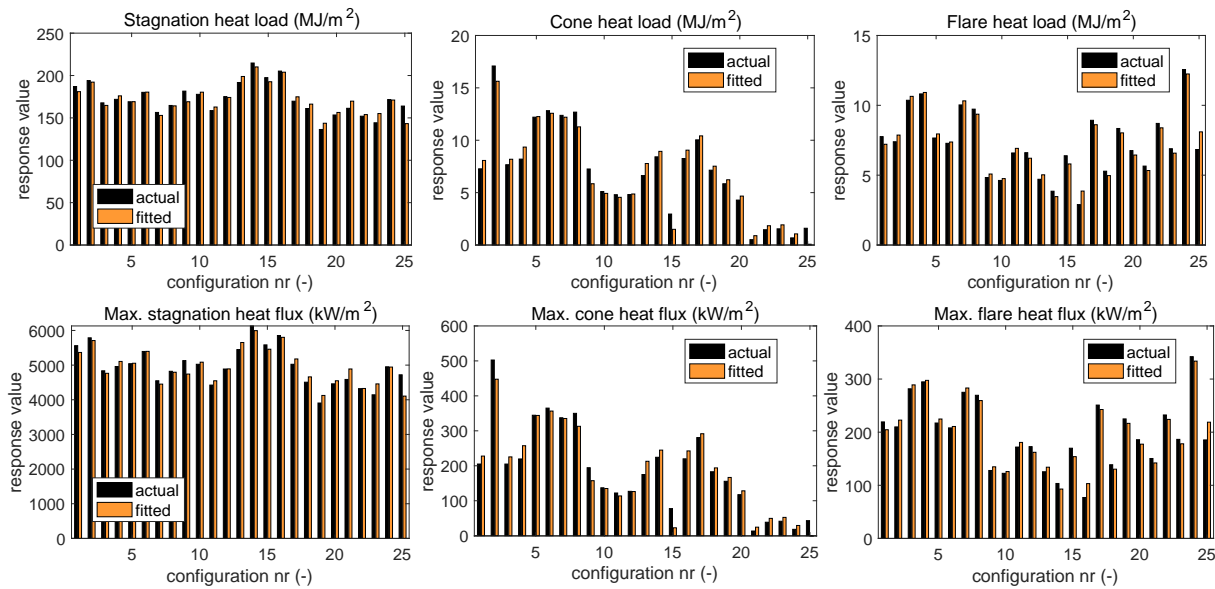 Stagnation heat load (MJ/m²)
response value
250
200
150
100
50
0
actual
fitted
5 10 15 20 25
configuration nr (-)
Cone heat load (MJ/m²)
response value
20
15
10
5
0
actual
fitted
5 10 15 20 25
configuration nr (-)
Flare heat load (MJ/m²)
response value
15
10
5
0
actual
fitted
5 10 15 20 25
configuration nr (-)
Max. stagnation heat flux (kW/m²)
response value
6000
5000
4000
3000
2000
1000
0
actual
fitted
5 10 15 20 25
configuration nr (-)
Max. cone heat flux (kW/m²)
response value
600
500
400
300
200
100
0
actual
fitted
5 10 15 20 25
configuration nr (-)
Max. flare heat flux (kW/m²)
response value
400
300
200
100
0
actual
fitted
5 10 15 20 25
configuration nr (-)